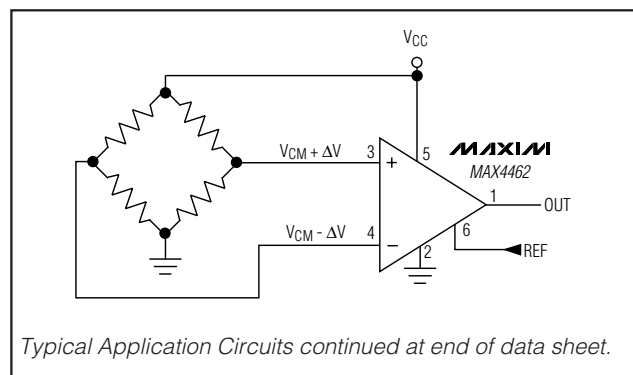 VCC
VCM + ΔV
3
+
5
MAXIM
MAX4462
1
OUT
VCM - ΔV
4
−
2
6
REF
Typical Application Circuits continued at end of data sheet.